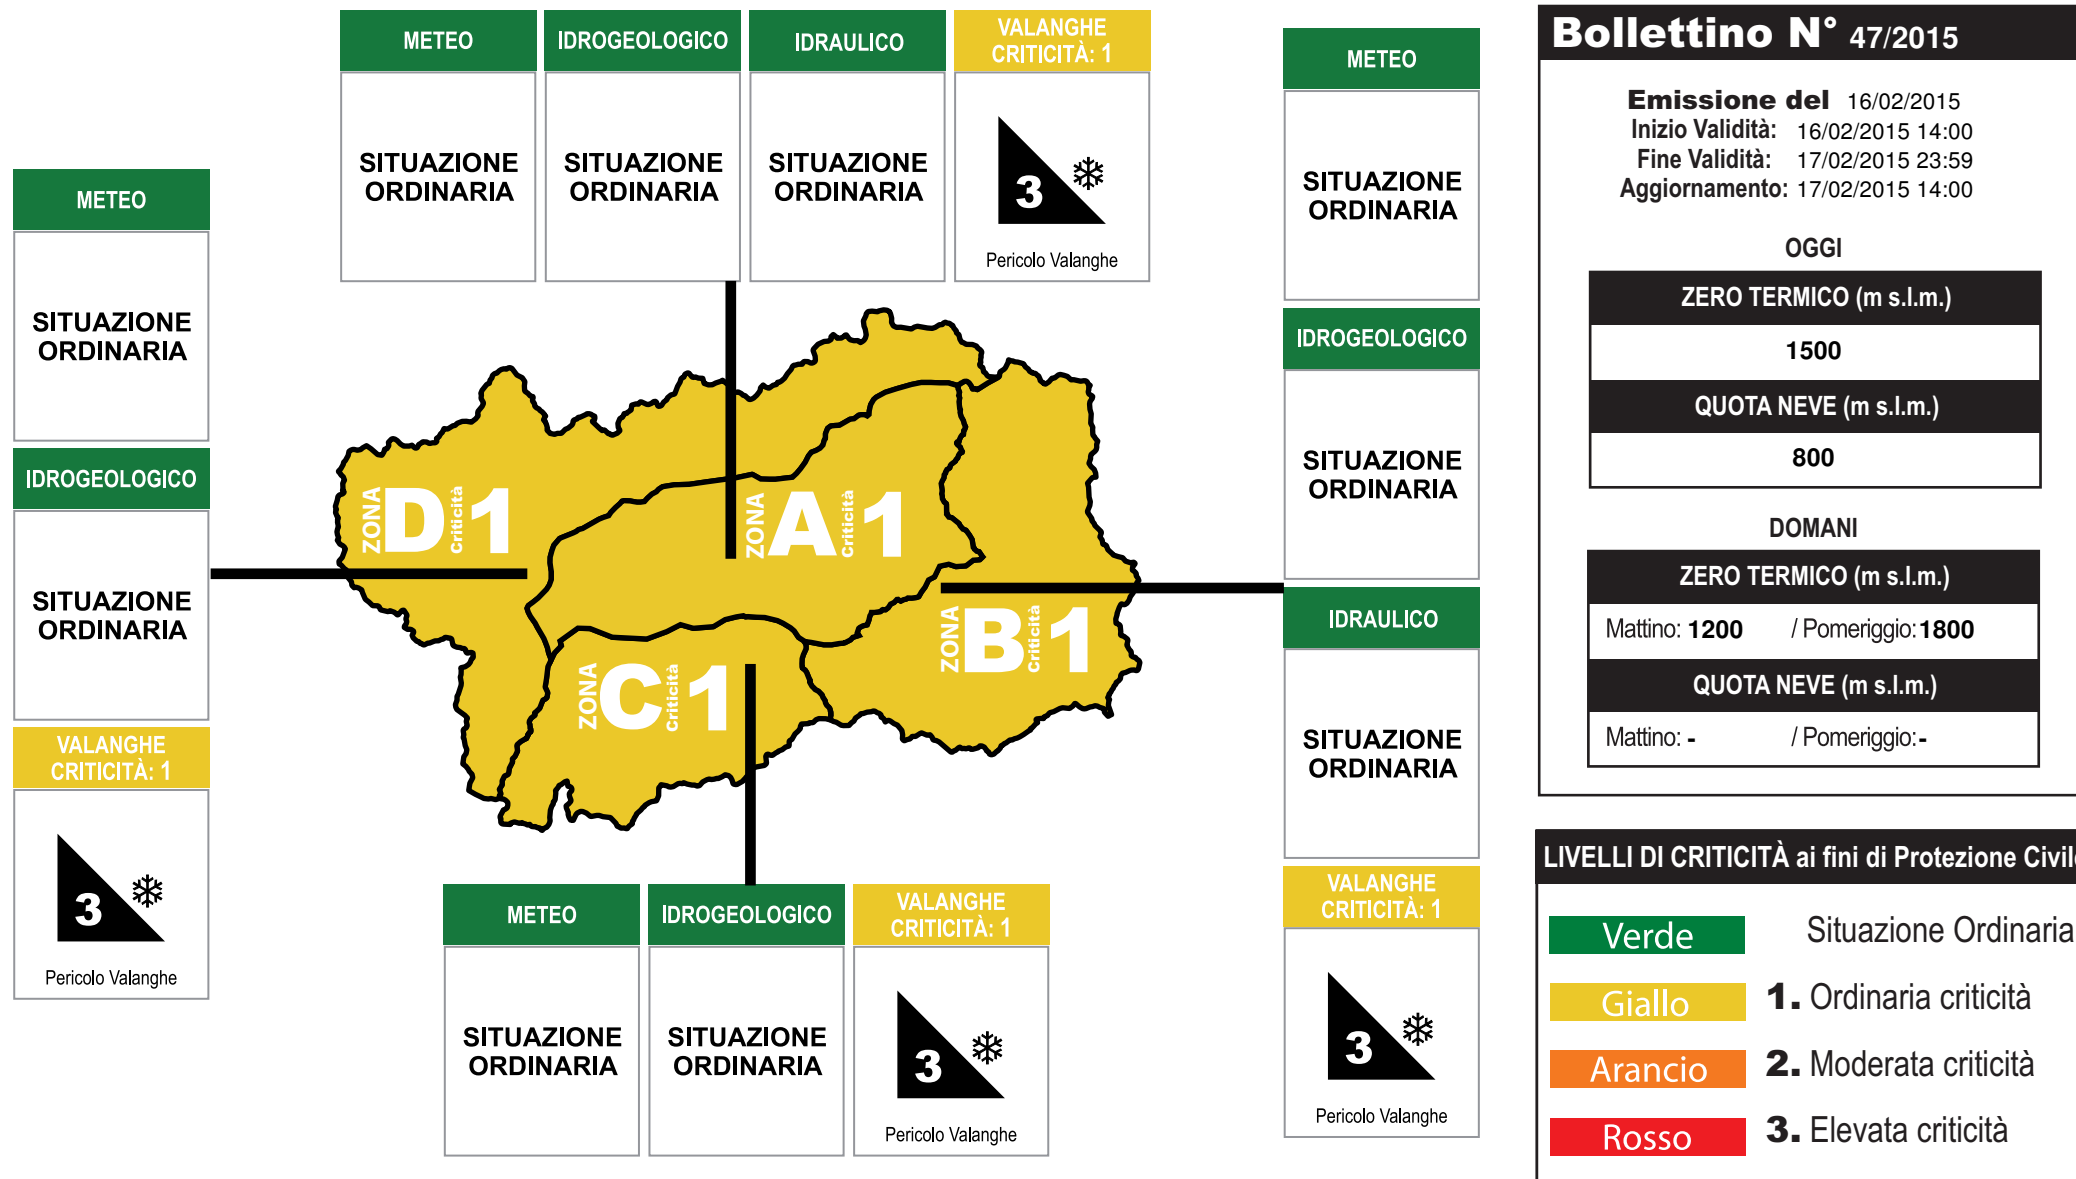 METEO
IDROGEOLOGICO
IDRAULICO
VALANGHE
CRITICITÀ: 1
SITUAZIONE
ORDINARIA
SITUAZIONE
ORDINARIA
SITUAZIONE
ORDINARIA
3
Pericolo Valanghe
METEO
SITUAZIONE
ORDINARIA
IDROGEOLOGICO
SITUAZIONE
ORDINARIA
VALANGHE
CRITICITÀ: 1
3
Pericolo Valanghe
ZONA D Criticità 1
ZONA A Criticità 1
ZONA B Criticità 1
ZONA C Criticità 1
METEO
IDROGEOLOGICO
VALANGHE
CRITICITÀ: 1
SITUAZIONE
ORDINARIA
SITUAZIONE
ORDINARIA
3
Pericolo Valanghe
METEO
SITUAZIONE
ORDINARIA
IDROGEOLOGICO
SITUAZIONE
ORDINARIA
IDRAULICO
SITUAZIONE
ORDINARIA
VALANGHE
CRITICITÀ: 1
3
Pericolo Valanghe
Bollettino N° 47/2015
Emissione del 16/02/2015
Inizio Validità: 16/02/2015 14:00
Fine Validità: 17/02/2015 23:59
Aggiornamento: 17/02/2015 14:00
OGGI
ZERO TERMICO (m s.l.m.)
1500
QUOTA NEVE (m s.l.m.)
800
DOMANI
ZERO TERMICO (m s.l.m.)
Mattino: 1200 / Pomeriggio: 1800
QUOTA NEVE (m s.l.m.)
Mattino: - / Pomeriggio: -
LIVELLI DI CRITICITÀ ai fini di Protezione Civile
Verde Situazione Ordinaria
Giallo 1. Ordinaria criticità
Arancio 2. Moderata criticità
Rosso 3. Elevata criticità